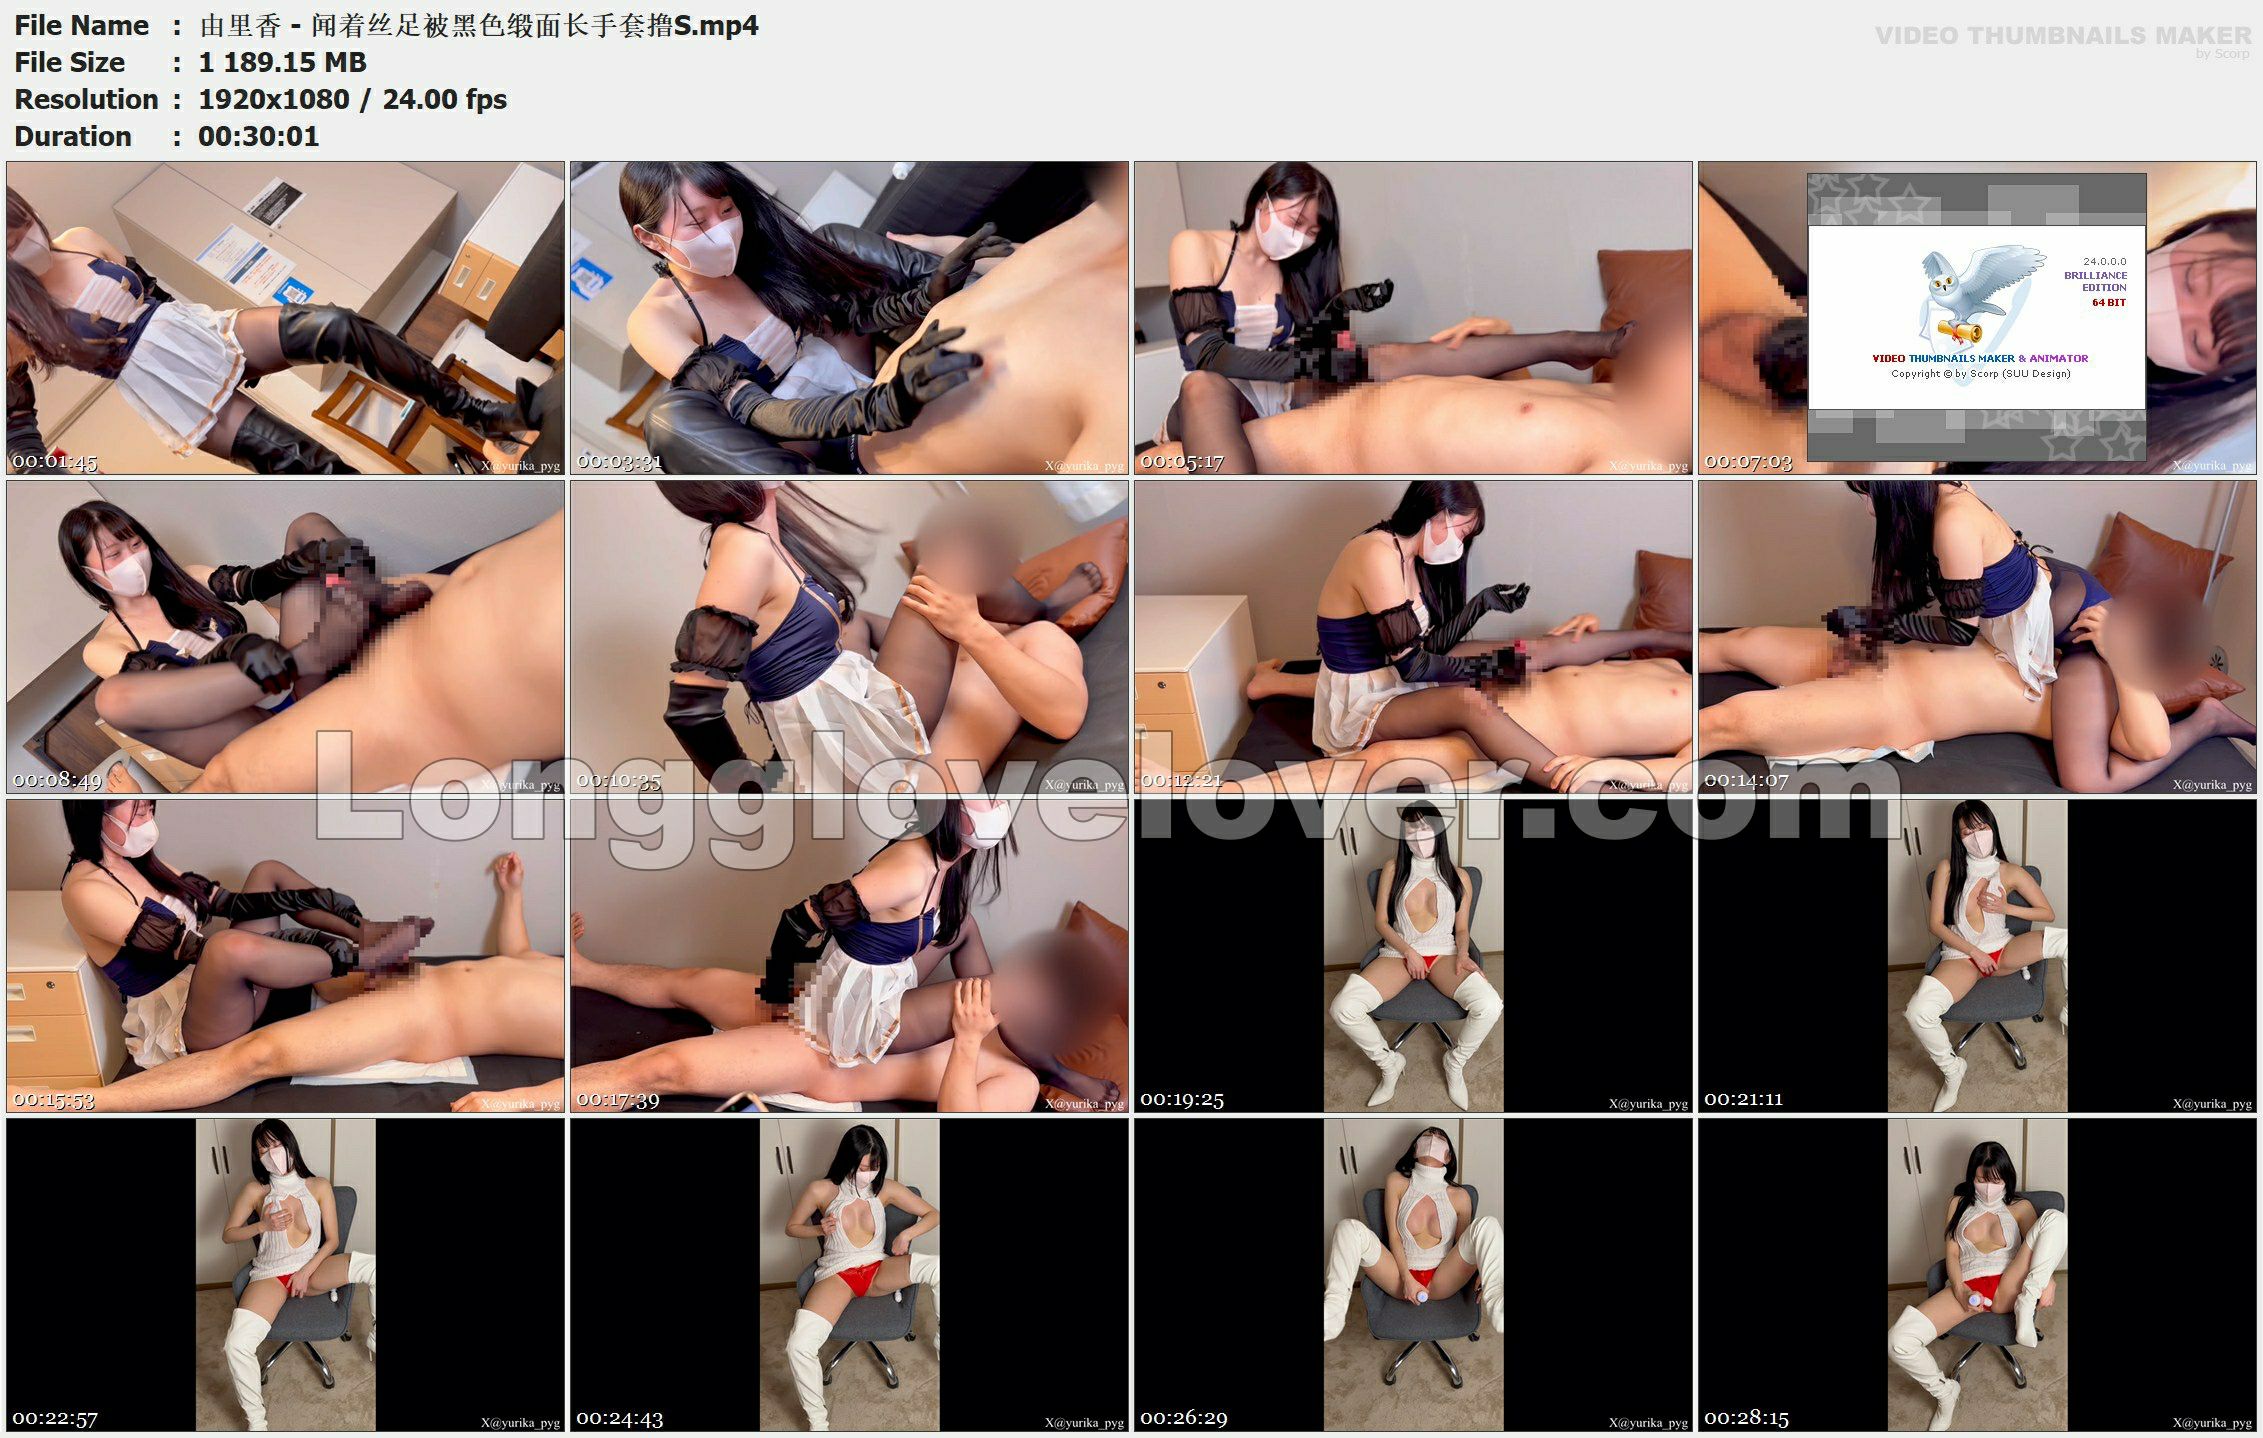 File Name : 由里香 - 闻着丝足被黑色缎面长手套撸S.mp4
VIDEO THUMBNAILS MAKER
by Scorp
File Size : 1 189.15 MB
Resolution : 1920x1080 / 24.00 fps
Duration : 00:30:01
24.0.0.0
BRILLIANCE
EDITION
64 BIT
VIDEO THUMBNAILS MAKER & ANIMATOR
Copyright © by Scorp (SUU Design)
00:01:45
X@yurika_pyg
00:03:31
X@yurika_pyg
00:05:17
X@yurika_pyg
00:07:03
X@yurika_pyg
00:08:49
X@yurika_pyg
00:10:35
X@yurika_pyg
00:12:21
X@yurika_pyg
00:14:07
X@yurika_pyg
Longglovelover.com
00:15:53
X@yurika_pyg
00:17:39
X@yurika_pyg
00:19:25
X@yurika_pyg
00:21:11
X@yurika_pyg
00:22:57
X@yurika_pyg
00:24:43
X@yurika_pyg
00:26:29
X@yurika_pyg
00:28:15
X@yurika_pyg